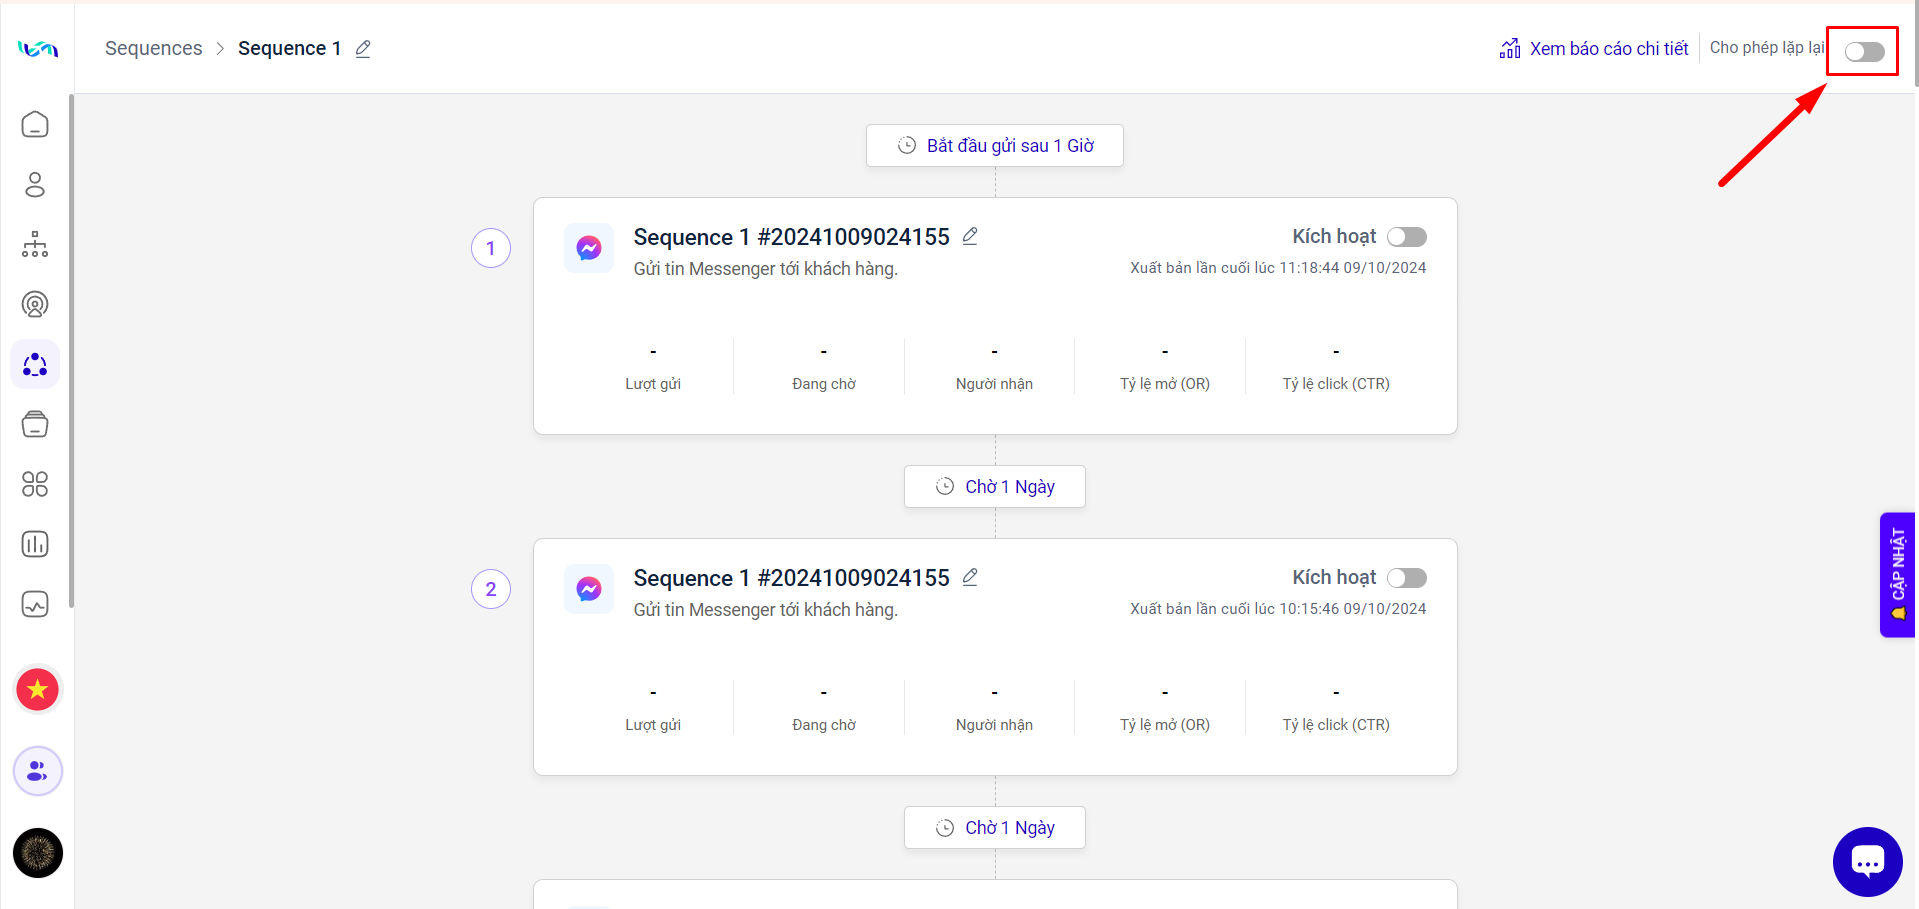 Sequences > Sequence 1
Xem báo cáo chi tiết
Cho phép lặp lại
Bắt đầu gửi sau 1 Giờ
1
Sequence 1 #20241009024155
Kích hoạt
Gửi tin Messenger tới khách hàng.
Xuất bản lần cuối lúc 11:18:44 09/10/2024
- - - - -
Lượt gửi Đang chờ Người nhận Tỷ lệ mở (OR) Tỷ lệ click (CTR)
Chờ 1 Ngày
2
Sequence 1 #20241009024155
Kích hoạt
Gửi tin Messenger tới khách hàng.
Xuất bản lần cuối lúc 10:15:46 09/10/2024
- - - - -
Lượt gửi Đang chờ Người nhận Tỷ lệ mở (OR) Tỷ lệ click (CTR)
Chờ 1 Ngày
CẬP NHẬT